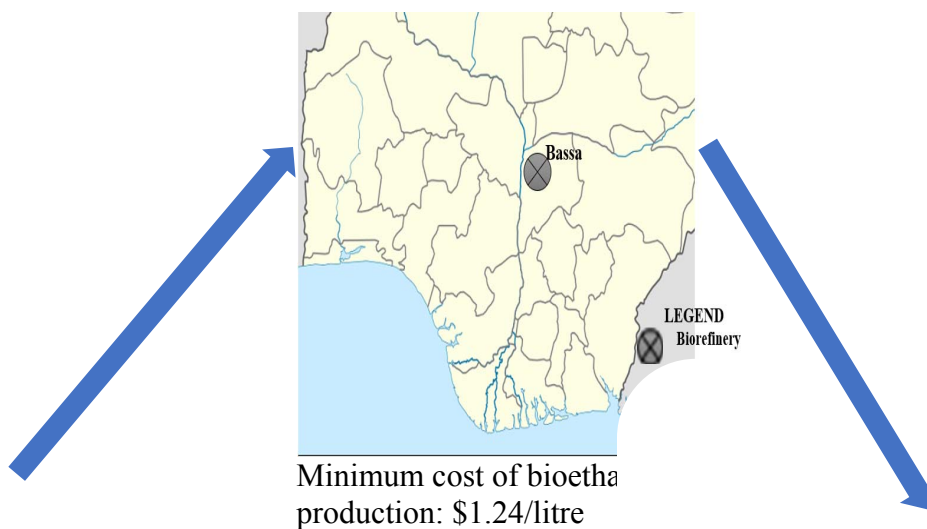 Bassa
LEGEND
Biorefinery
Minimum cost of bioetha
production: $1.24/litre